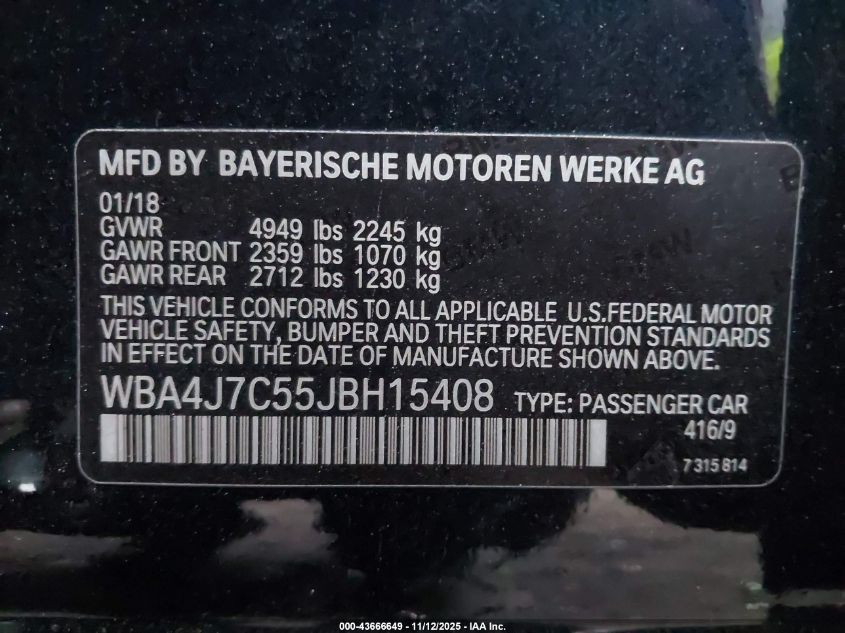 MFD BY BAYERISCHE MOTOREN WERKE AG
01/18
GVWR 4949 lbs 2245 kg
GAWR FRONT 2359 lbs 1070 kg
GAWR REAR 2712 lbs 1230 kg
THIS VEHICLE CONFORMS TO ALL APPLICABLE U.S.FEDERAL MOTOR
VEHICLE SAFETY, BUMPER AND THEFT PREVENTION STANDARDS
IN EFFECT ON THE DATE OF MANUFACTURE SHOWN ABOVE.
WBA4J7C55JBH15408 TYPE: PASSENGER CAR
416/9
7 315 814
000-43666649 - 11/12/2025 - IAA Inc.